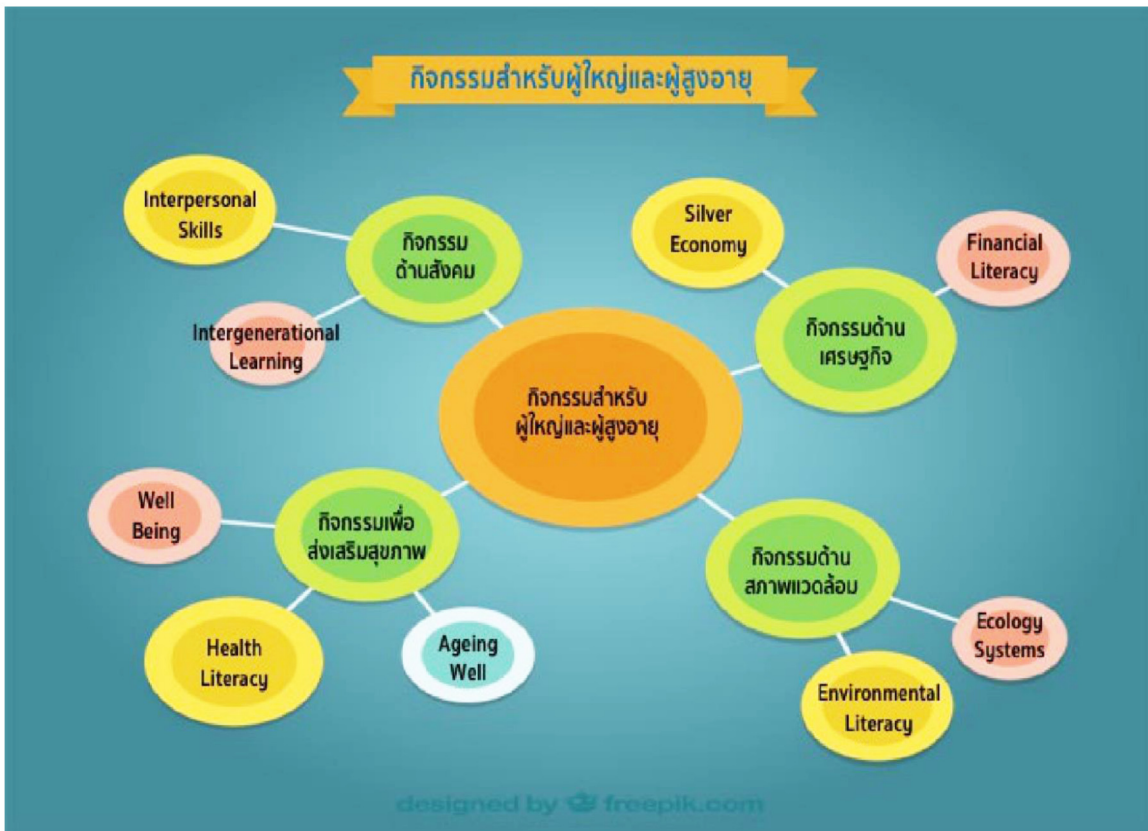 กิจกรรมสำหรับผู้ใหญ่และผู้สูงอายุ
Interpersonal
Skills
กิจกรรม
ด้านสังคม
Intergenerational
Learning
Silver
Economy
Financial
Literacy
กิจกรรมด้าน
เศรษฐกิจ
กิจกรรมสำหรับ
ผู้ใหญ่และผู้สูงอายุ
Well
Being
กิจกรรมเพื่อ
ส่งเสริมสุขภาพ
Health
Literacy
Ageing
Well
กิจกรรมด้าน
สภาพแวดล้อม
Ecology
Systems
Environmental
Literacy
designed by freepik.com